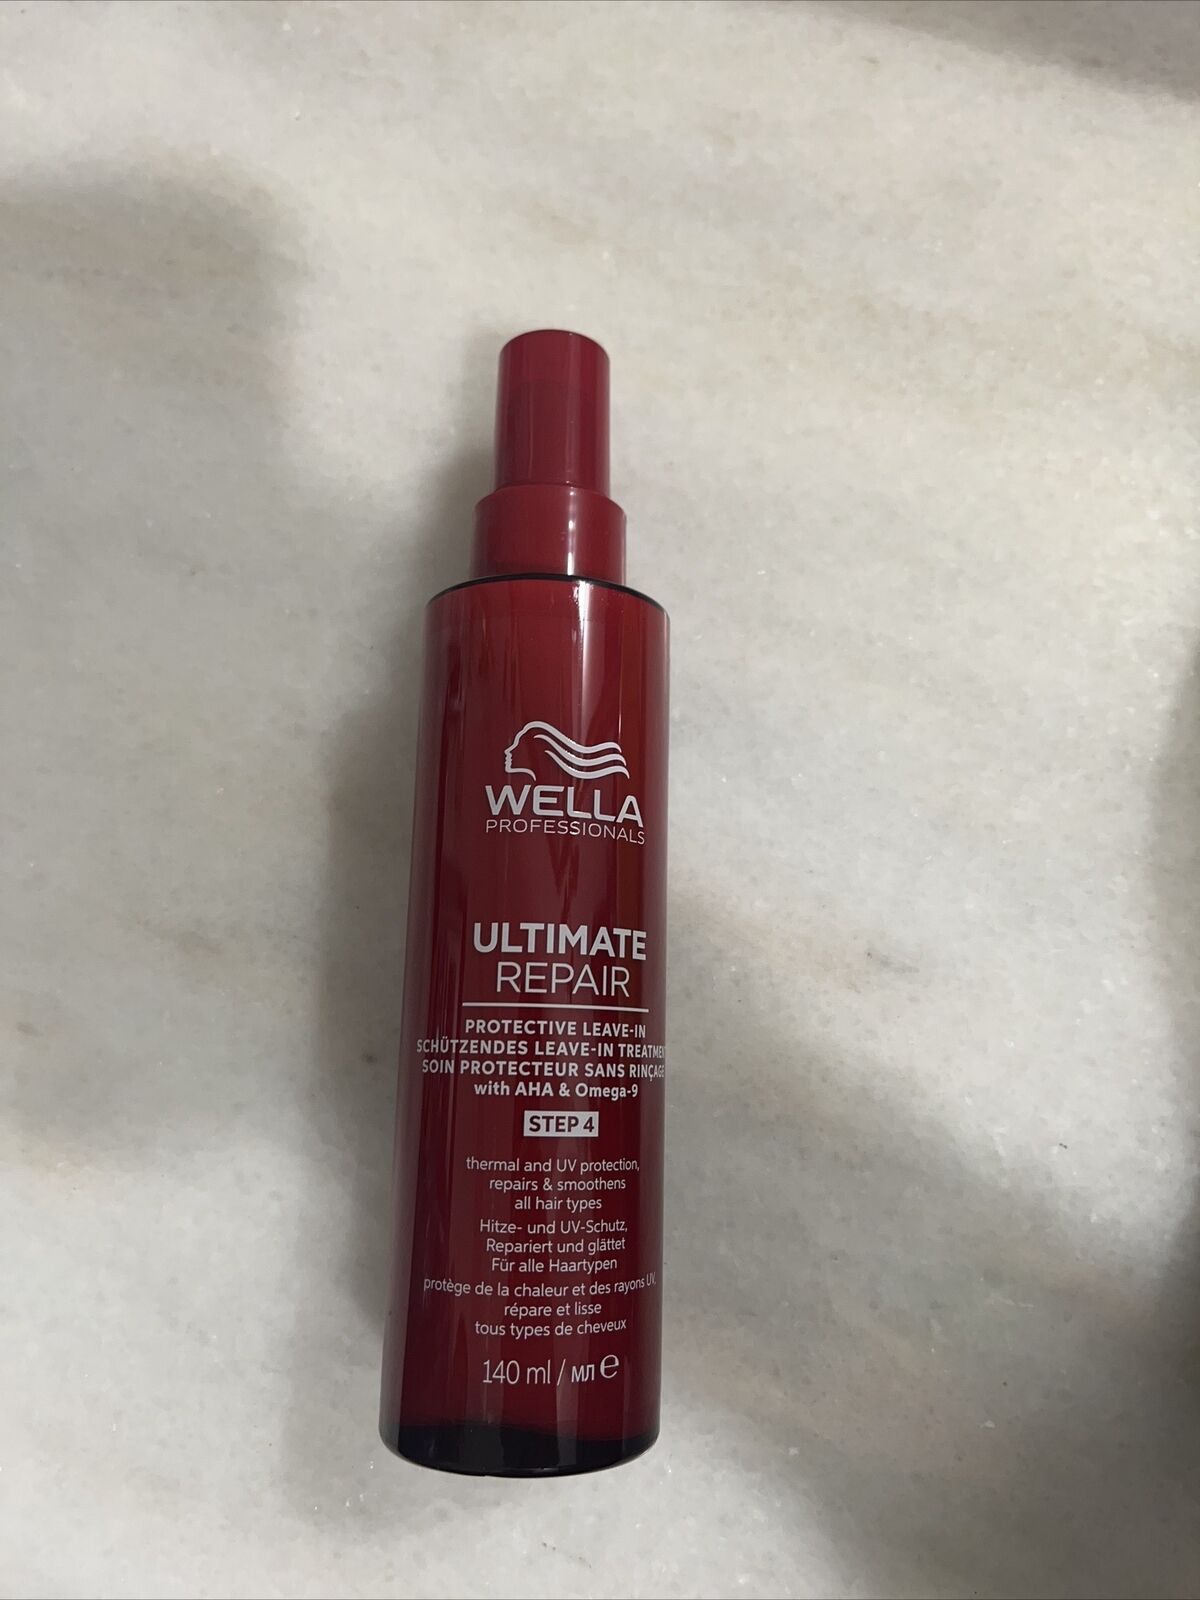 WELLA
PROFESSIONALS
ULTIMATE
REPAIR
PROTECTIVE LEAVE-IN
SCHÜTZENDES LEAVE-IN TREATMEN
SOIN PROTECTEUR SANS RINÇAGE
with AHA & Omega-9
STEP 4
thermal and UV protection,
repairs & smoothens
all hair types
Hitze- und UV-Schutz,
Repariert und glättet
Für alle Haartypen
protège de la chaleur et des rayons UV,
répare et lisse
tous types de cheveux
140 ml / мл e